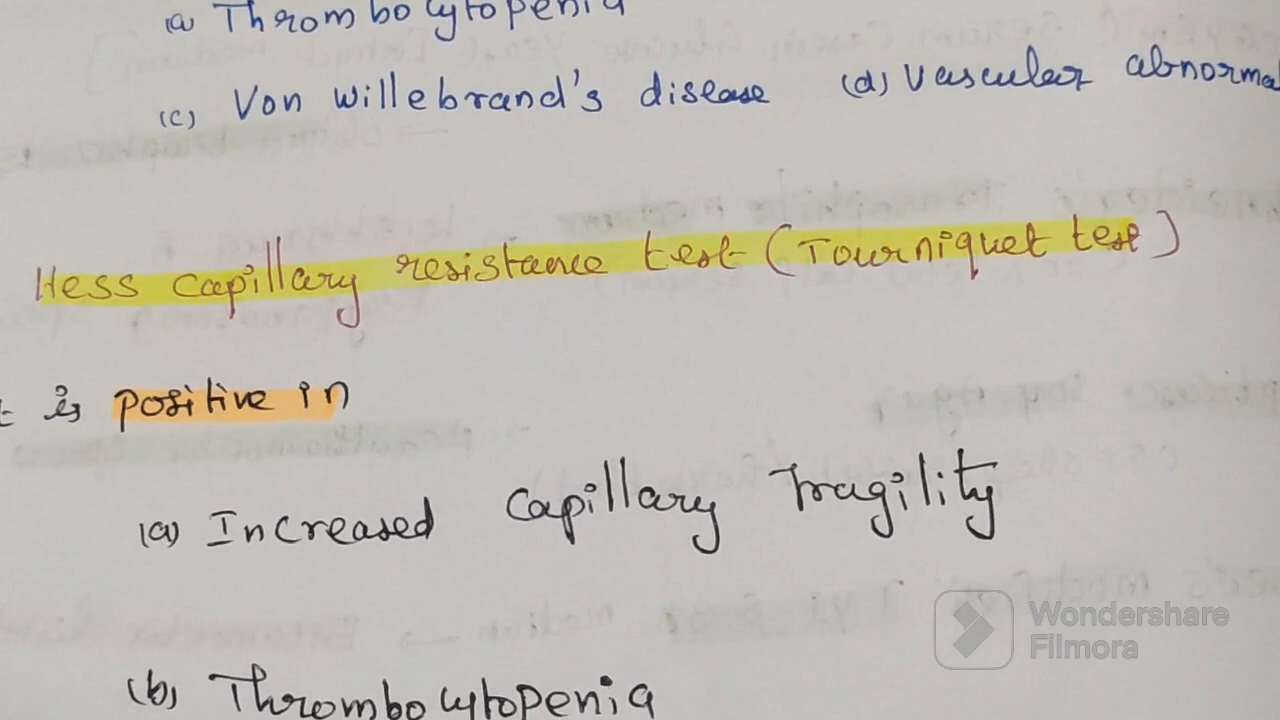 (a) Thrombocytopenia
(c) Von Willebrand's disease (d) Vascular abnorma
Hess capillary resistance test (Tourniquet test)
is positive in
(a) Increased capillary fragility
Wondershare
Filmora
(b) Thrombocytopenia